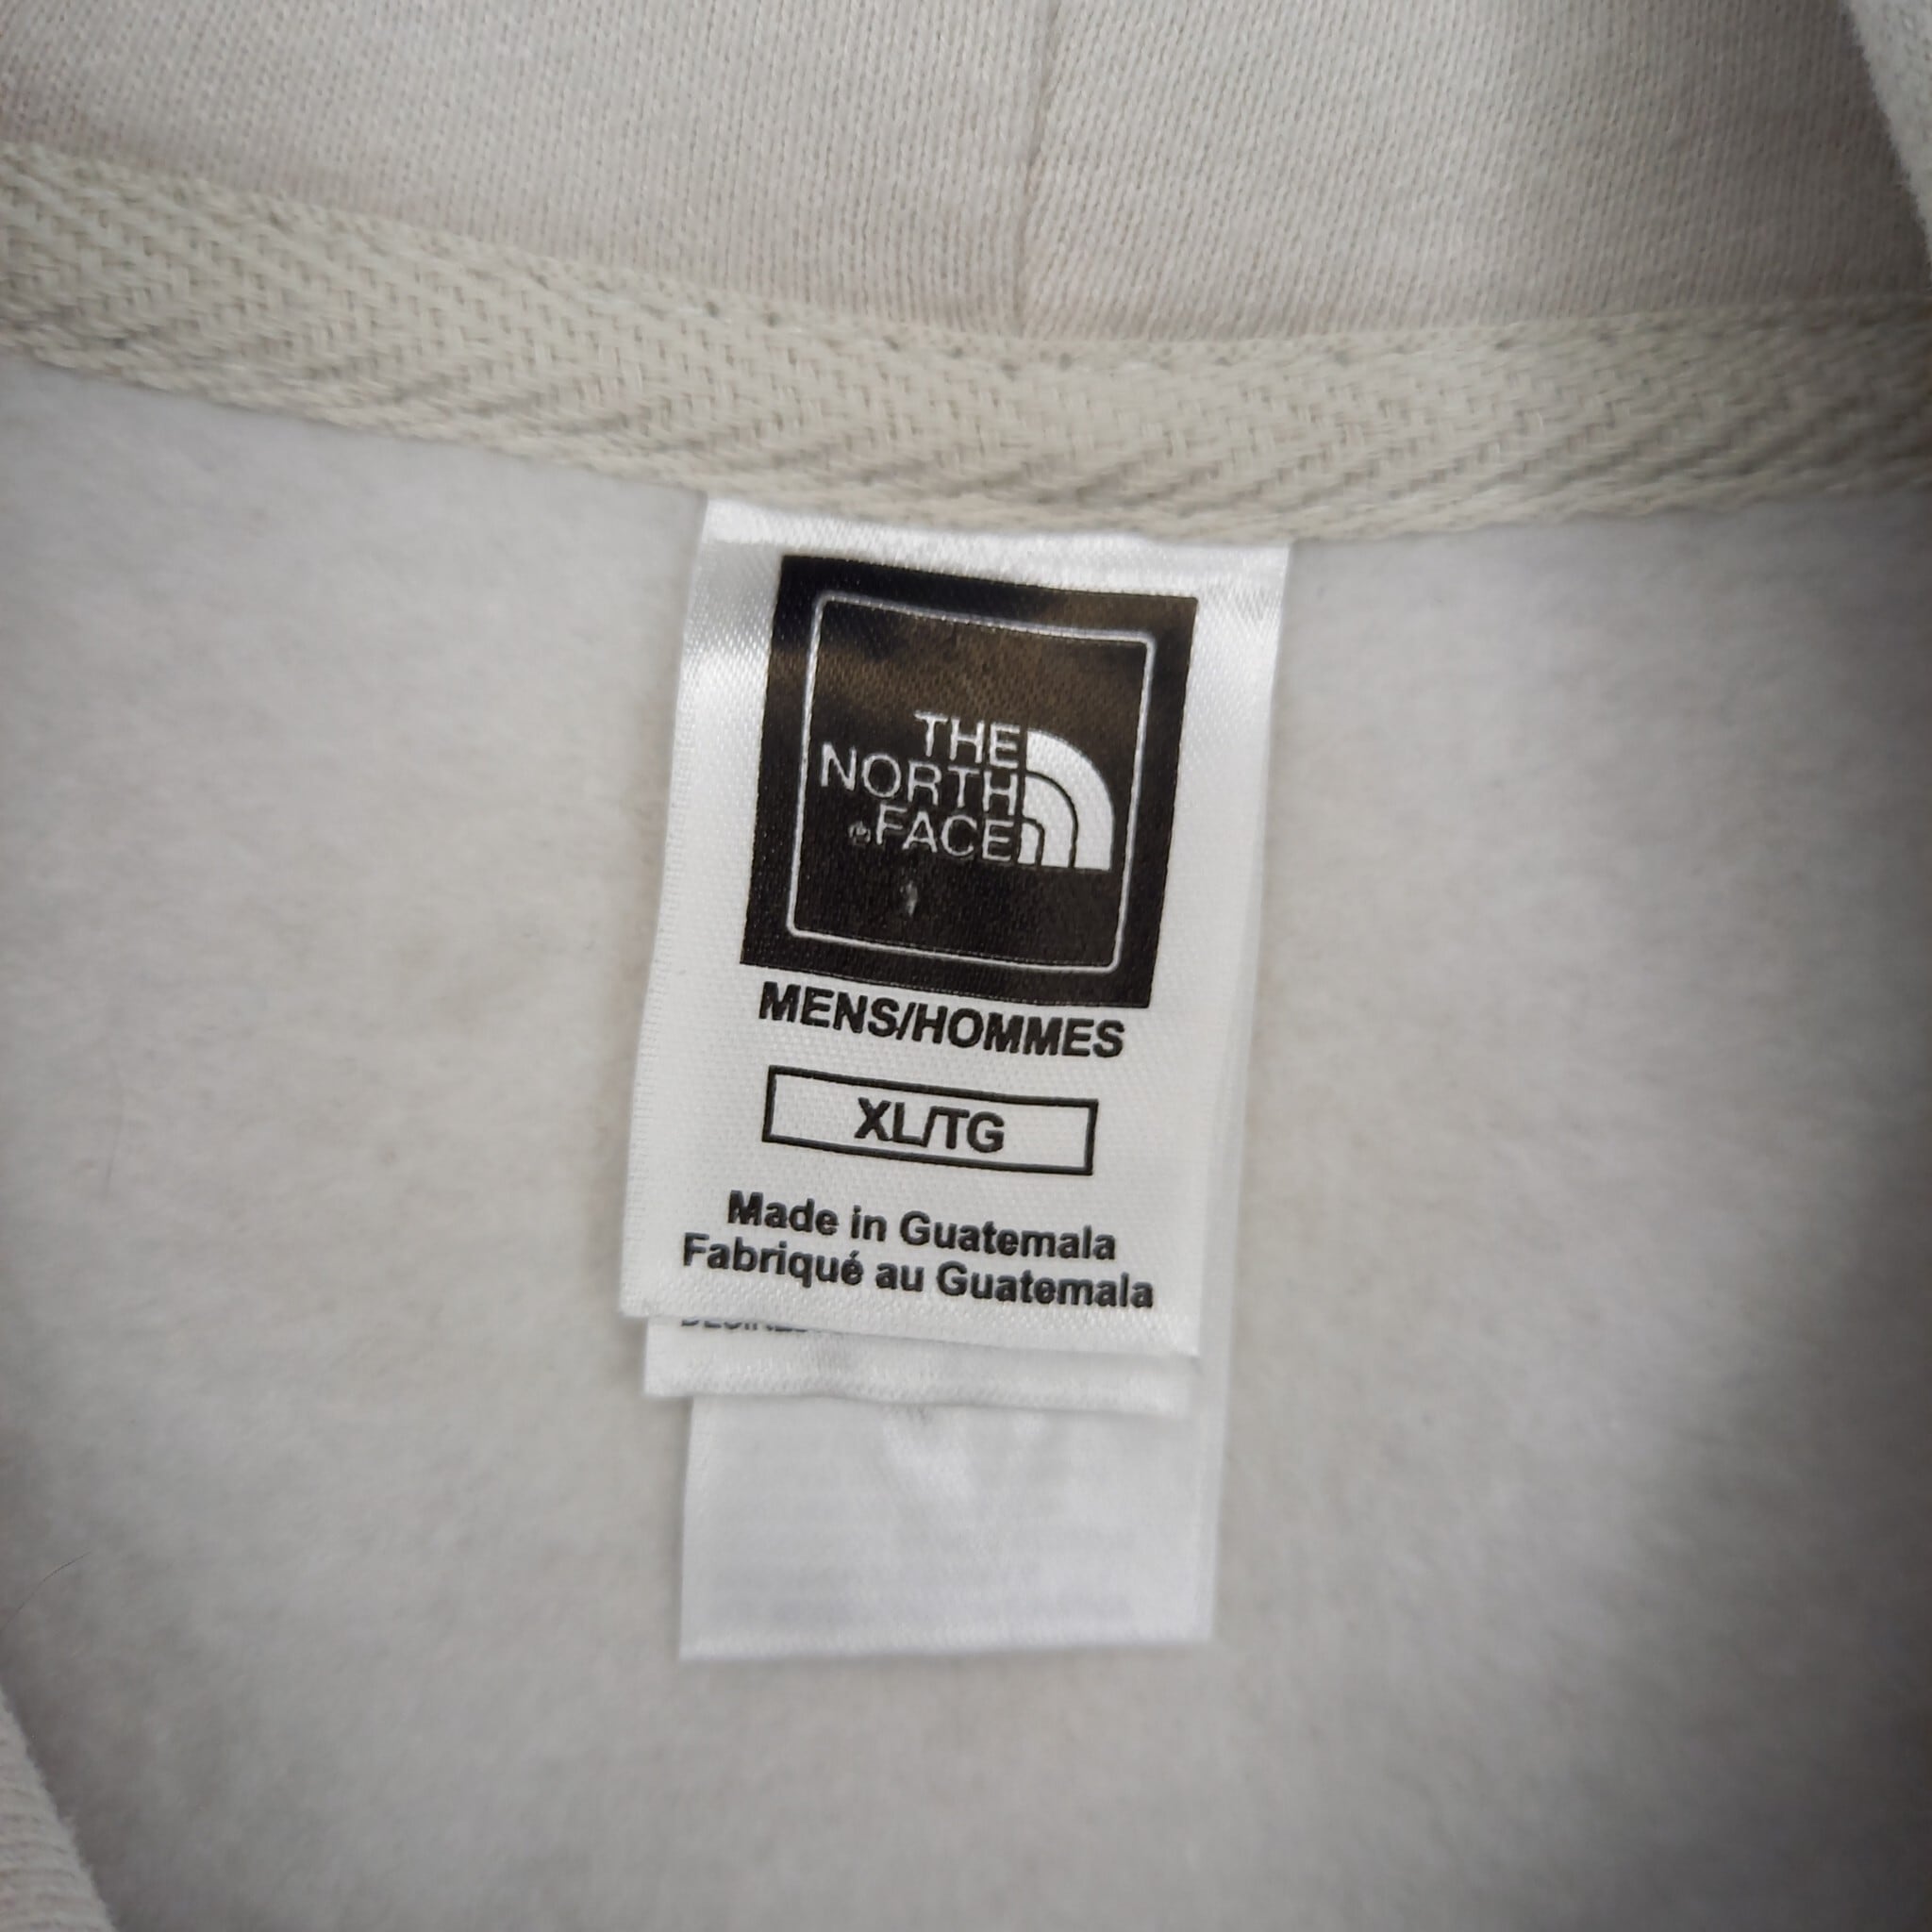 THE
NORTH
FACE
MENS/HOMMES
XL/TG
Made in Guatemala
Fabriqué au Guatemala